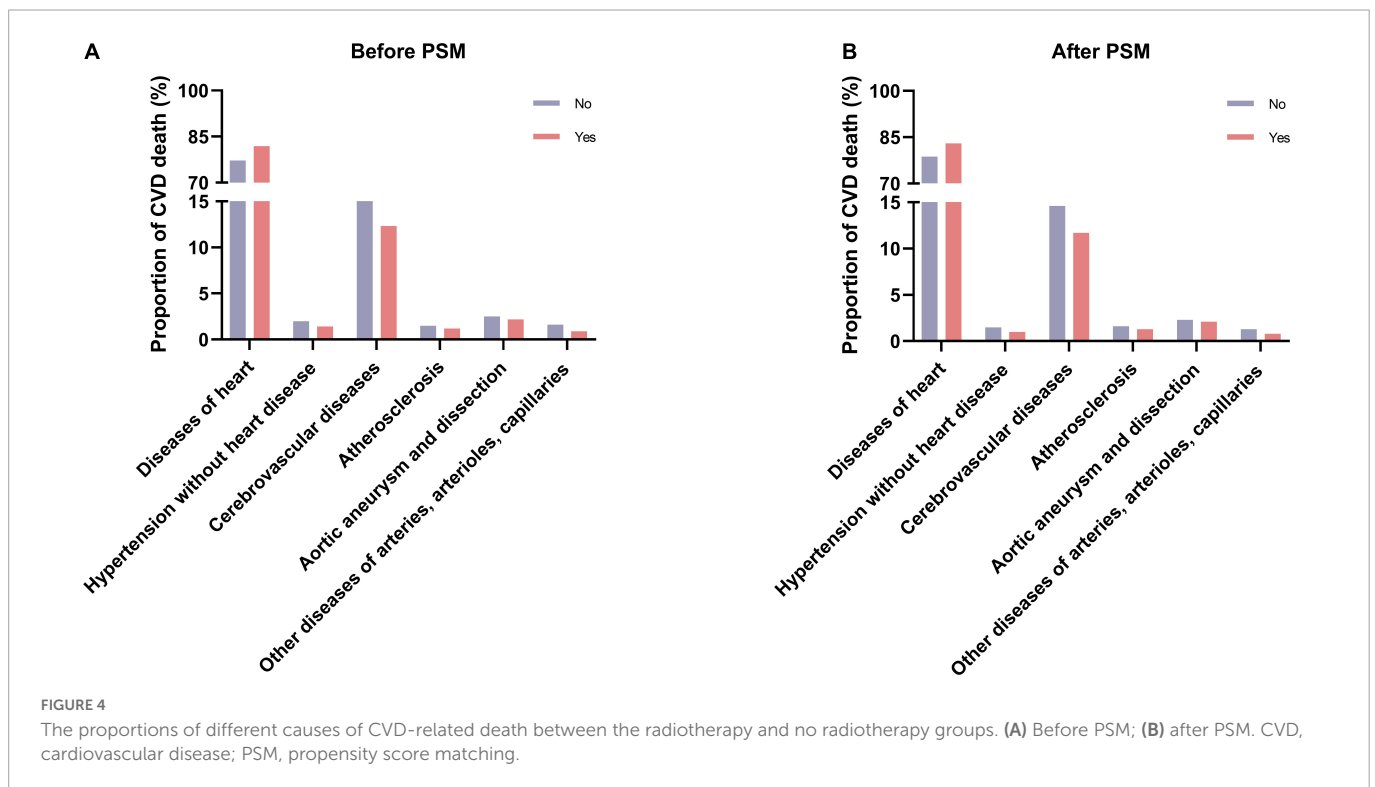 A
Before PSM
Proportion of CVD death (%)
100
85
70
15
10
5
0
No
Yes
Diseases of heart
Hypertension without heart disease
Cerebrovascular diseases
Atherosclerosis
Aortic aneurysm and dissection
Other diseases of arteries, arterioles, capillaries
B
After PSM
Proportion of CVD death (%)
100
85
70
15
10
5
0
No
Yes
Diseases of heart
Hypertension without heart disease
Cerebrovascular diseases
Atherosclerosis
Aortic aneurysm and dissection
Other diseases of arteries, arterioles, capillaries
FIGURE 4
The proportions of different causes of CVD-related death between the radiotherapy and no radiotherapy groups. (A) Before PSM; (B) after PSM. CVD,
cardiovascular disease; PSM, propensity score matching.